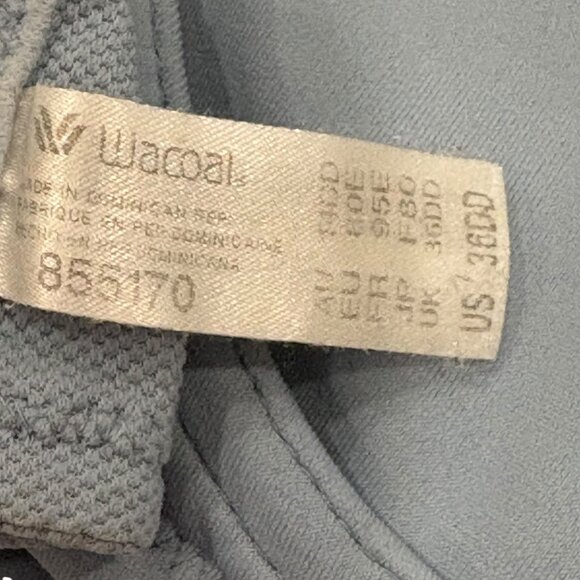 Wacoal
MADE IN DOMINICAN REP.
FABRIQUE EN REP. DOMINICAINE
855170
AU
EU 80E
FR 95E
JP F80
UK 36DD
US 36DD